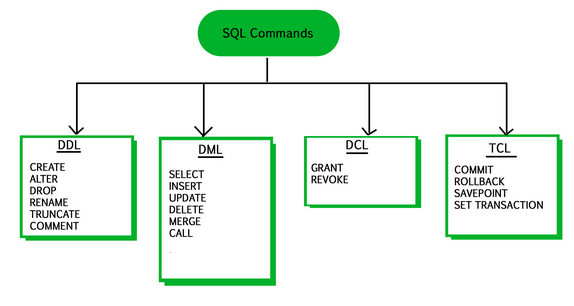 SQL Commands
DDL
CREATE
ALTER
DROP
RENAME
TRUNCATE
COMMENT
DML
SELECT
INSERT
UPDATE
DELETE
MERGE
CALL
DCL
GRANT
REVOKE
TCL
COMMIT
ROLLBACK
SAVEPOINT
SET TRANSACTION